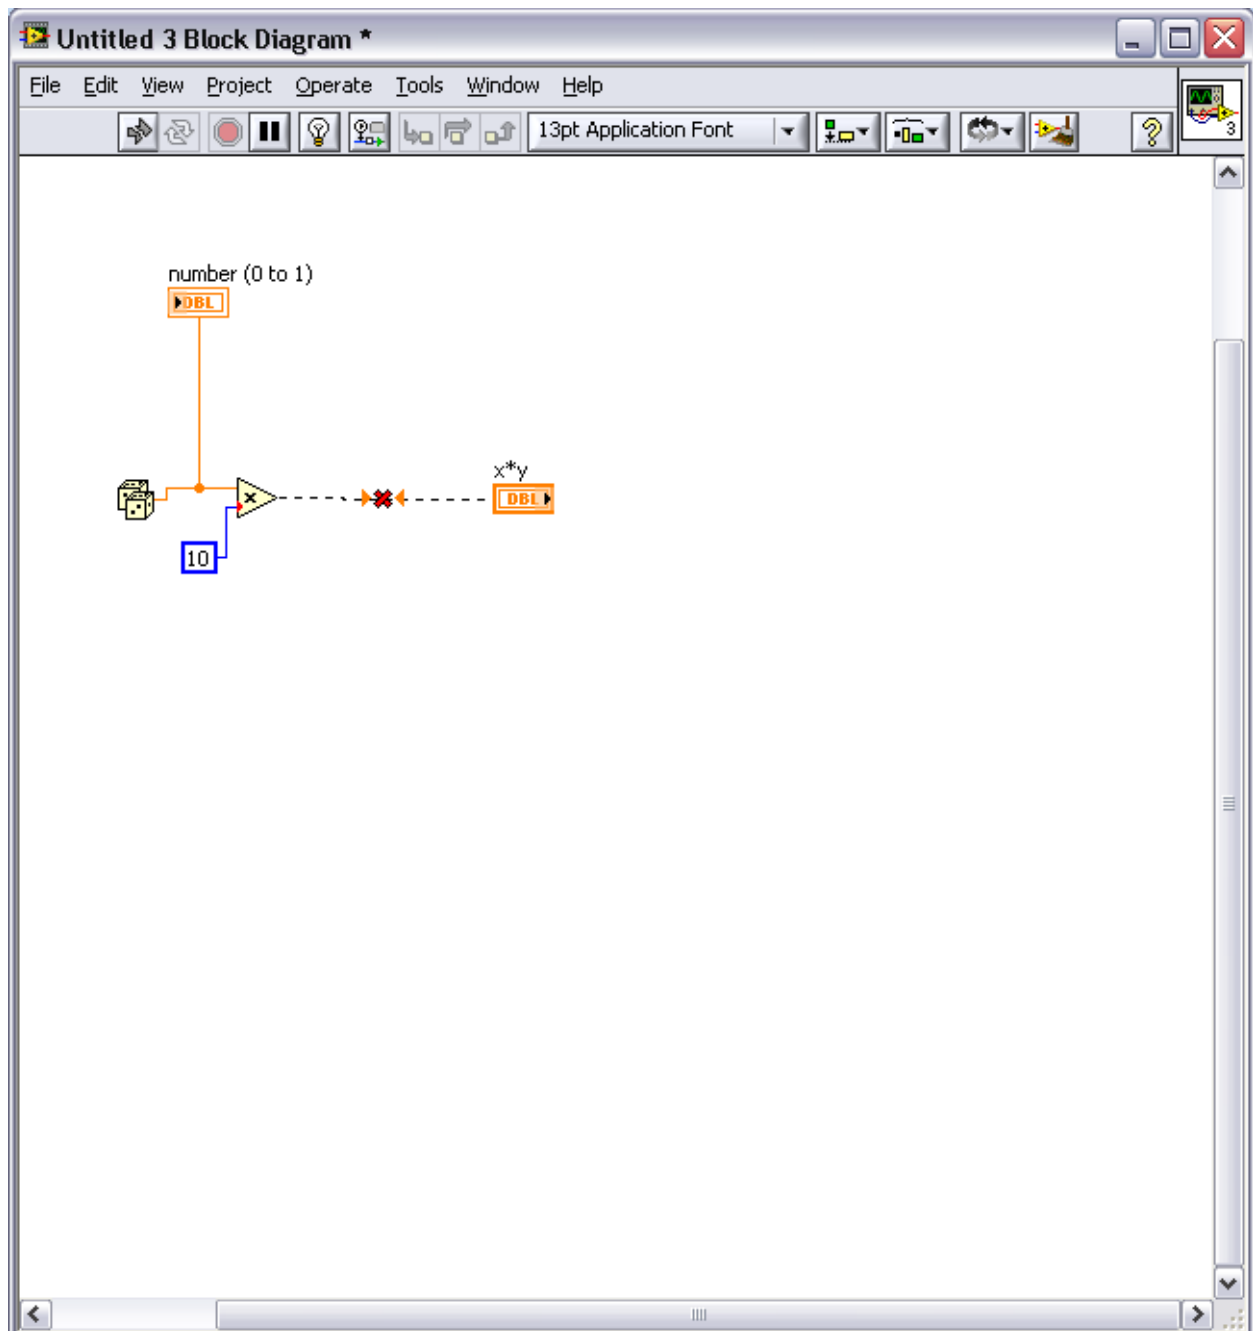 Untitled 3 Block Diagram *
File Edit View Project Operate Tools Window Help
13pt Application Font
3
number (0 to 1)
DBL
x*y
DBL
10